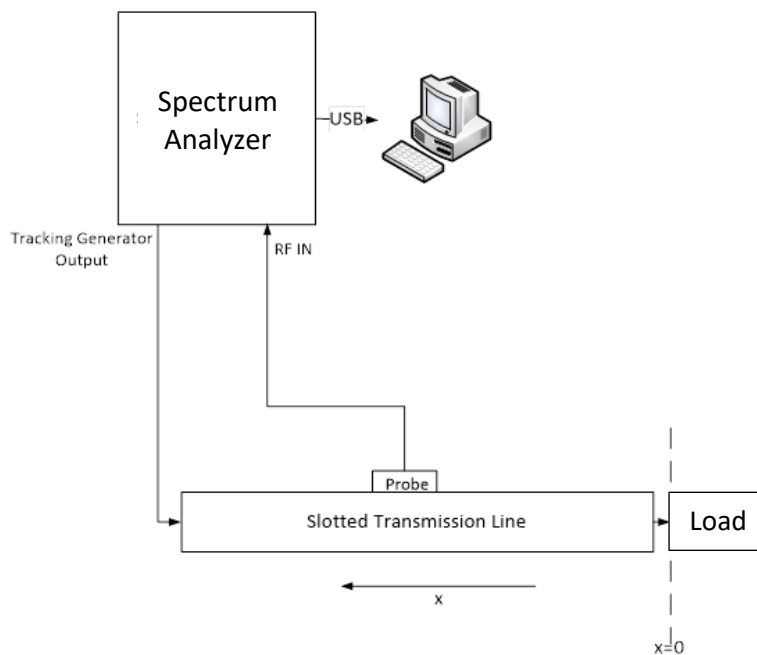 Spectrum
Analyzer
USB
Tracking Generator
Output
RF IN
Probe
Slotted Transmission Line
Load
x
x=0